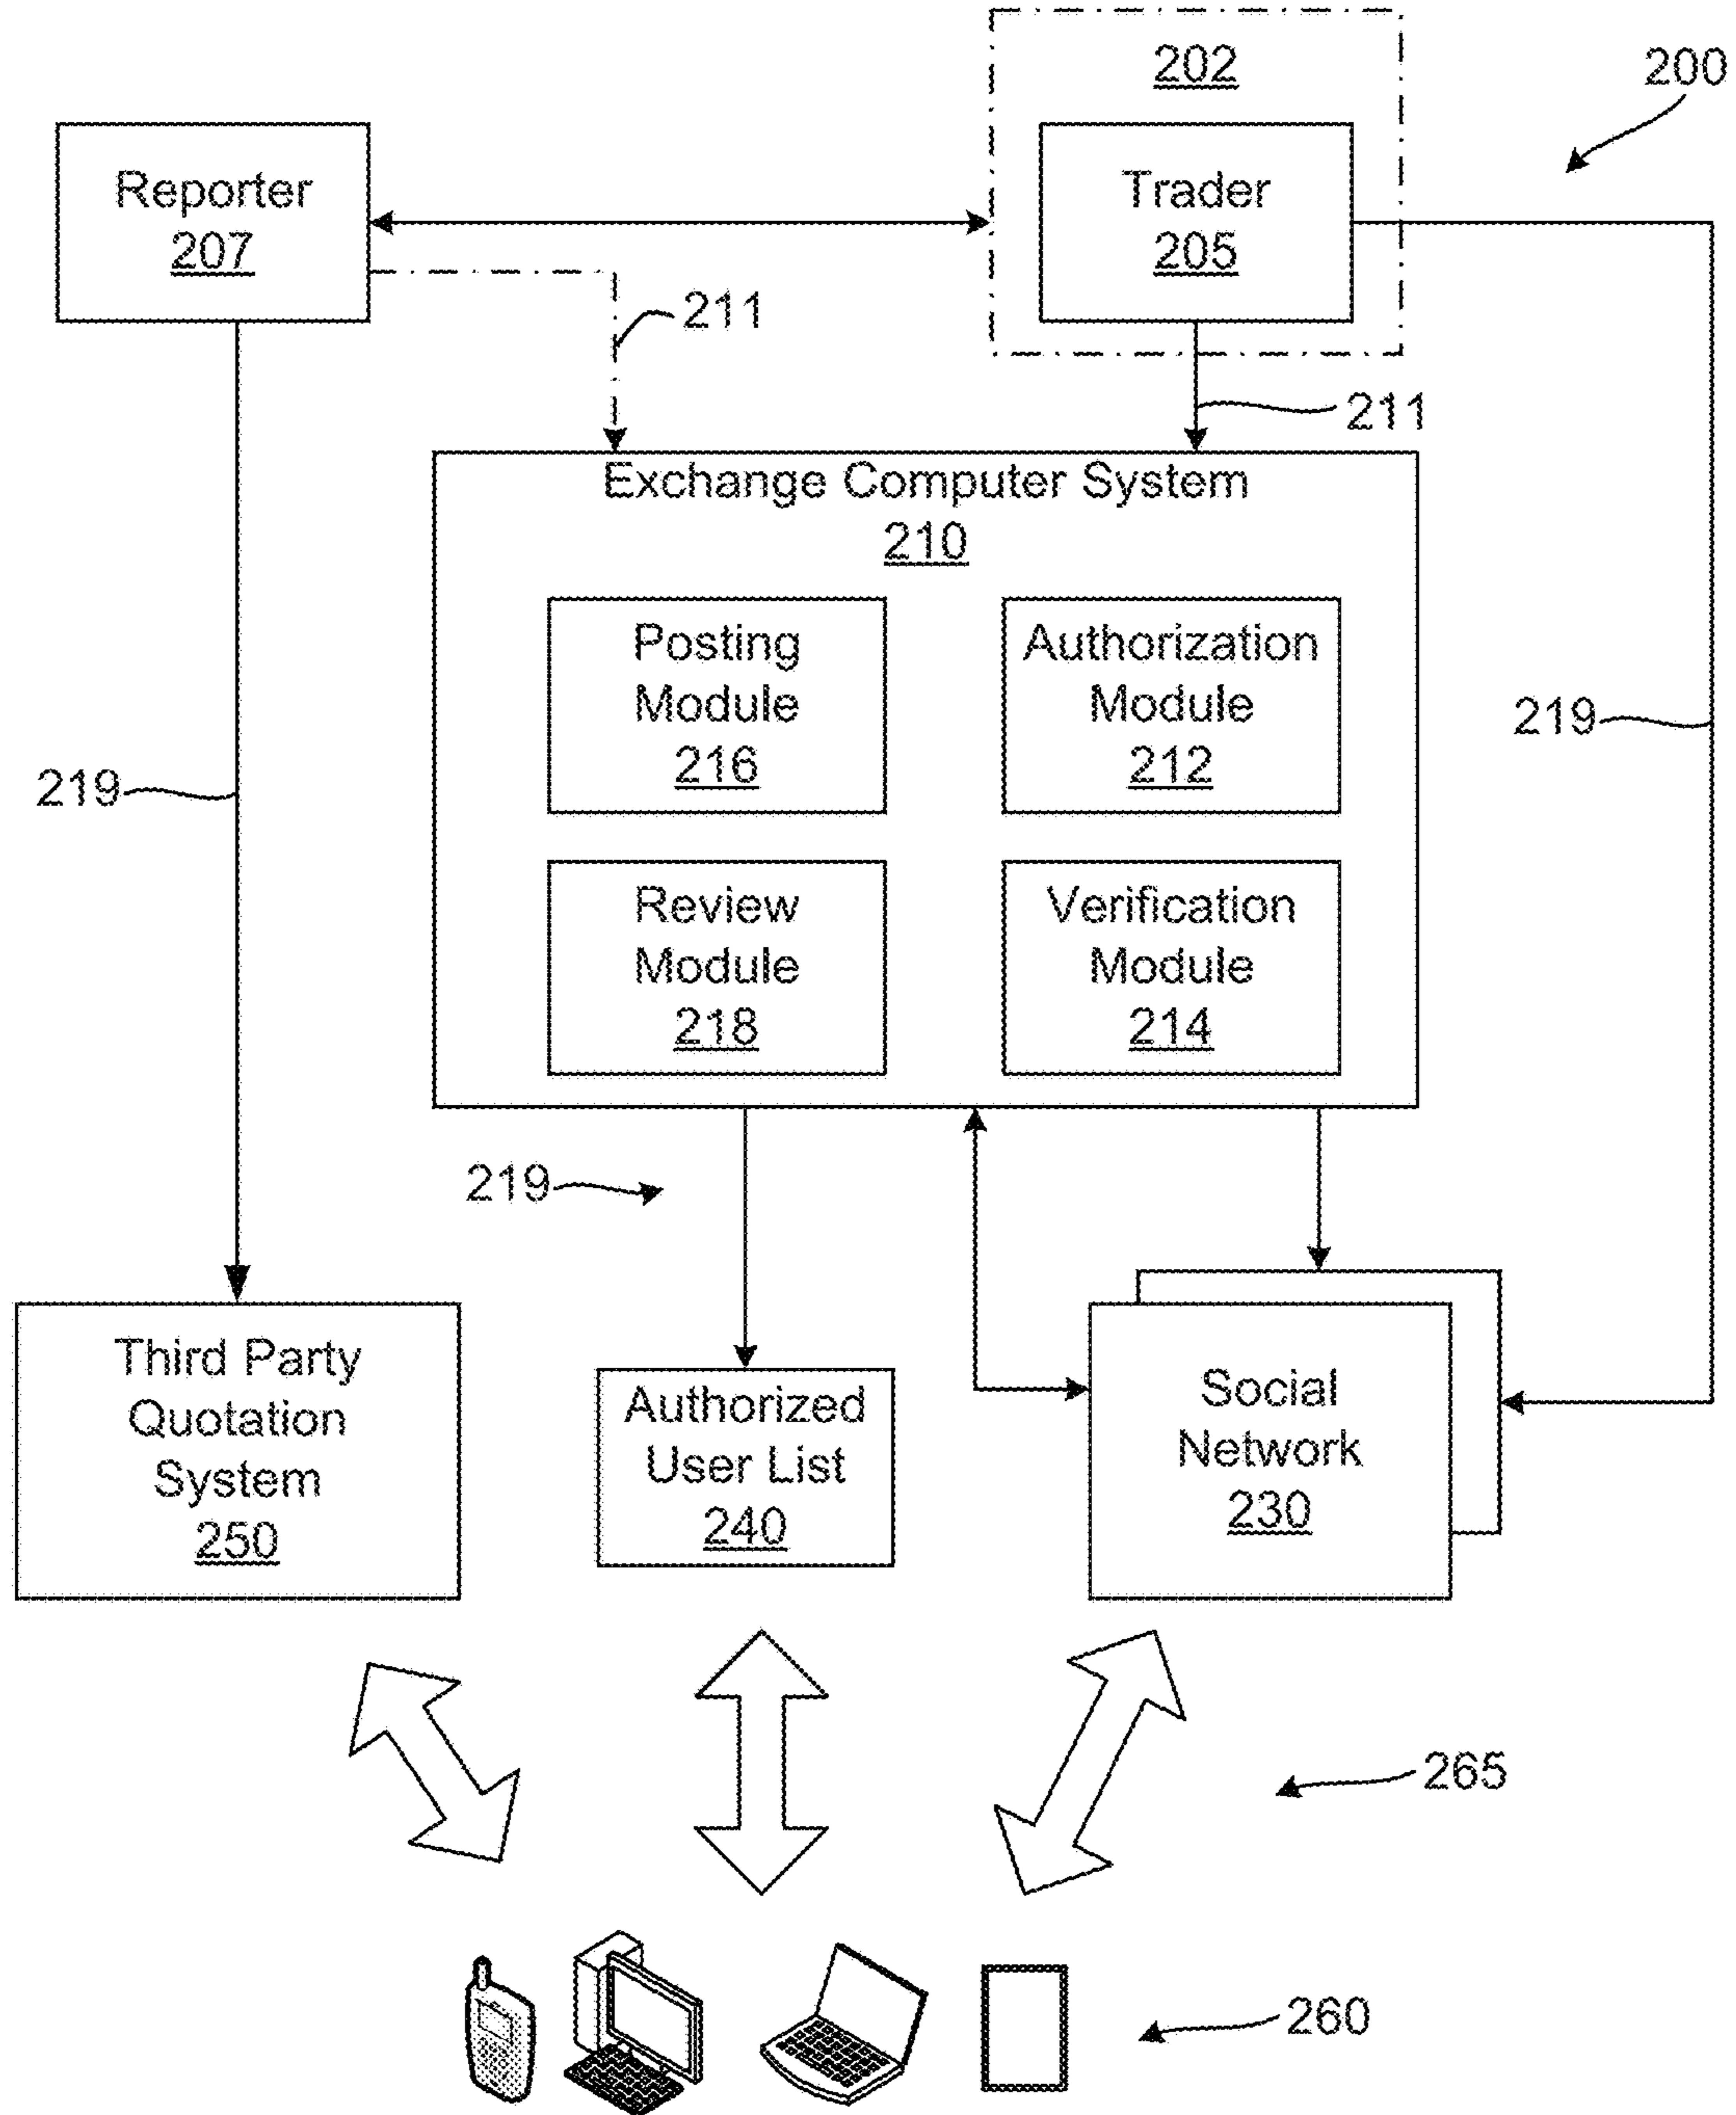 202
200
Reporter
207
Trader
205
211
211
Exchange Computer System
210
Posting
Module
216
Authorization
Module
212
219
219
Review
Module
218
Verification
Module
214
219
Third Party
Quotation
System
250
Authorized
User List
240
Social
Network
230
265
260